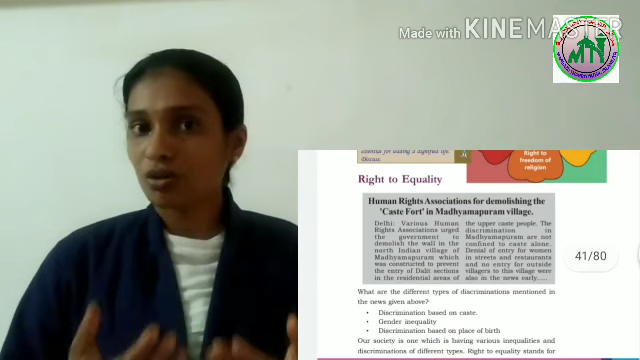 Made with KINEMASTER
MTN
essential for leading a dignified life.
Discuss.
Right to
freedom of
religion
Right to Equality
Human Rights Associations for demolishing the
'Caste Fort' in Madhyamapuram village.
Delhi: Various Human
Rights Associations urged
the government to
demolish the wall in the
north Indian village of
Madhyamapuram which
was constructed to prevent
the entry of Dalit sections
in the residential areas of
the upper caste people. The
discrimination in
Madhyamapuram are not
confined to caste alone.
Denial of entry for women
in streets and restaurants
and no entry for outside
villagers to this village were
also in the news early.....
41/80
What are the different types of discriminations mentioned in
the news given above?
• Discrimination based on caste.
• Gender inequality
• Discrimination based on place of birth
Our society is one which is having various inequalities and
discriminations of different types. Right to equality stands for